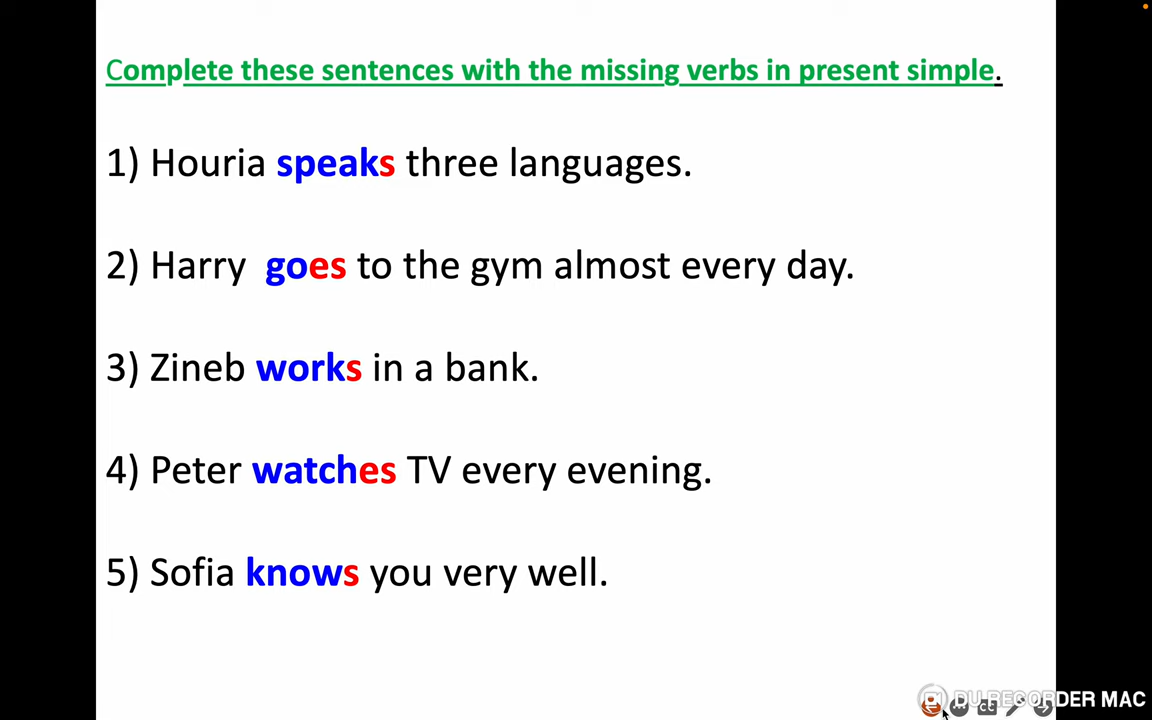 Complete these sentences with the missing verbs in present simple.
1) Houria speaks three languages.
2) Harry goes to the gym almost every day.
3) Zineb works in a bank.
4) Peter watches TV every evening.
5) Sofia knows you very well.
DU RECORDER MAC